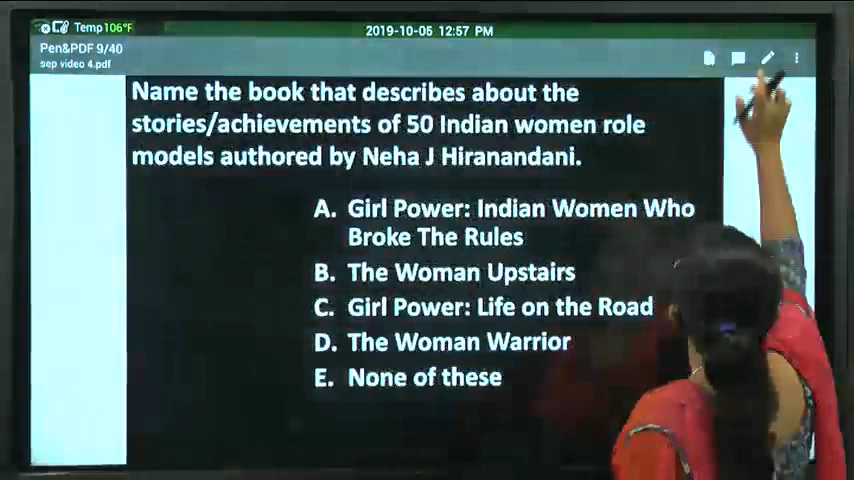 Temp 106°F
2019-10-05 12:57 PM
Pen&PDF 9/40
sep video 4.pdf
Name the book that describes about the
stories/achievements of 50 Indian women role
models authored by Neha J Hiranandani.
A. Girl Power: Indian Women Who
Broke The Rules
B. The Woman Upstairs
C. Girl Power: Life on the Road
D. The Woman Warrior
E. None of these